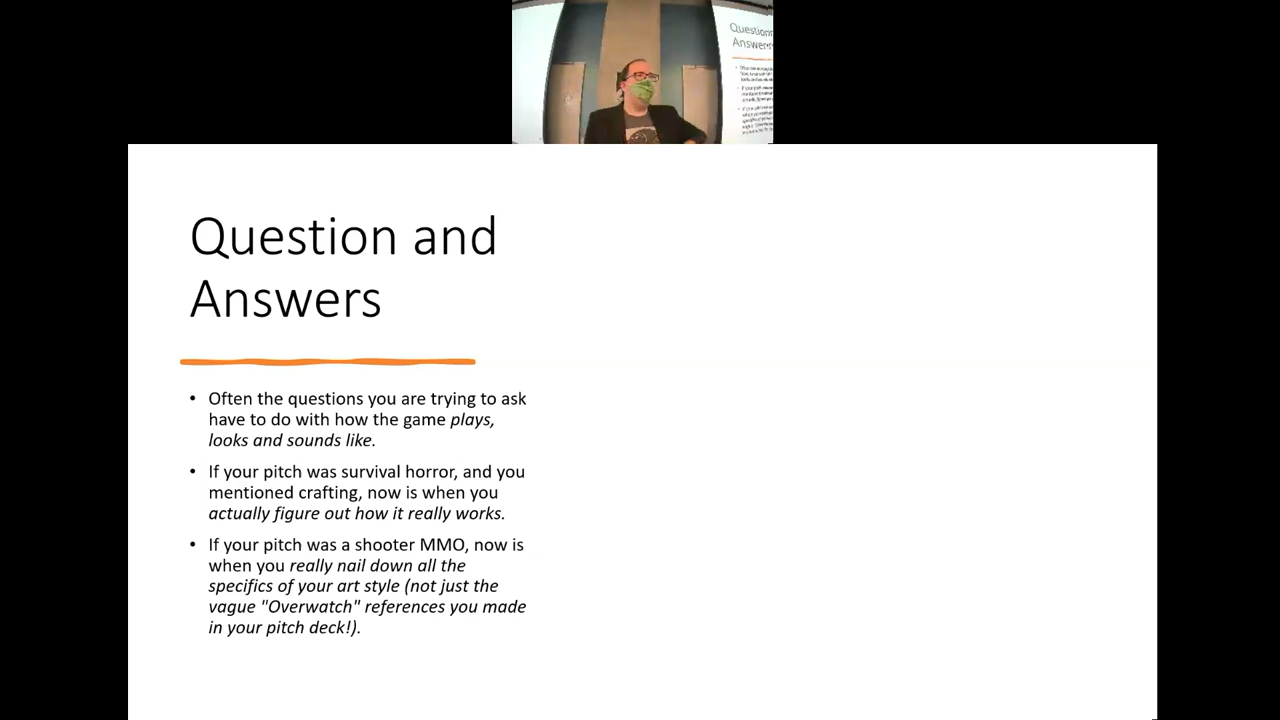 Questions
Answers
Question and
Answers
• Often the questions you are trying to ask
have to do with how the game plays,
looks and sounds like.
• If your pitch was survival horror, and you
mentioned crafting, now is when you
actually figure out how it really works.
• If your pitch was a shooter MMO, now is
when you really nail down all the
specifics of your art style (not just the
vague "Overwatch" references you made
in your pitch deck!).